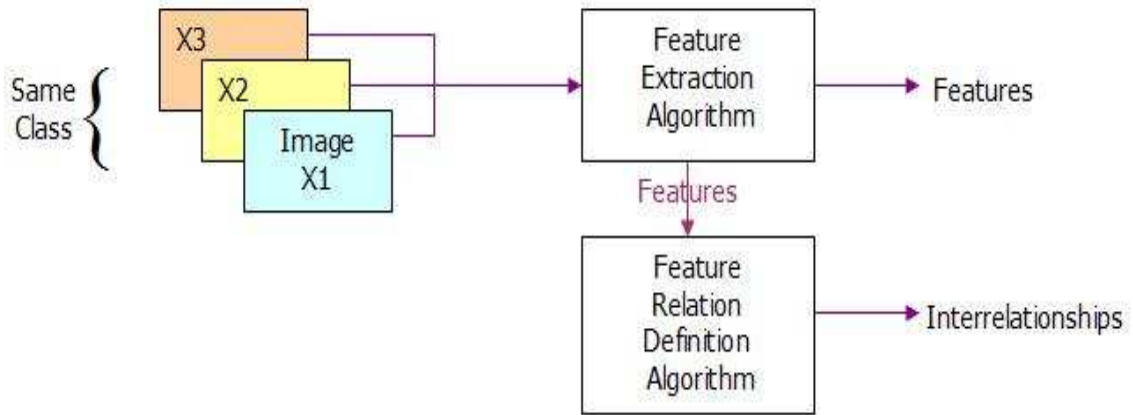 Same
Class
X3
X2
Image
X1
Feature
Extraction
Algorithm
Features
Features
Feature
Relation
Definition
Algorithm
Interrelationships